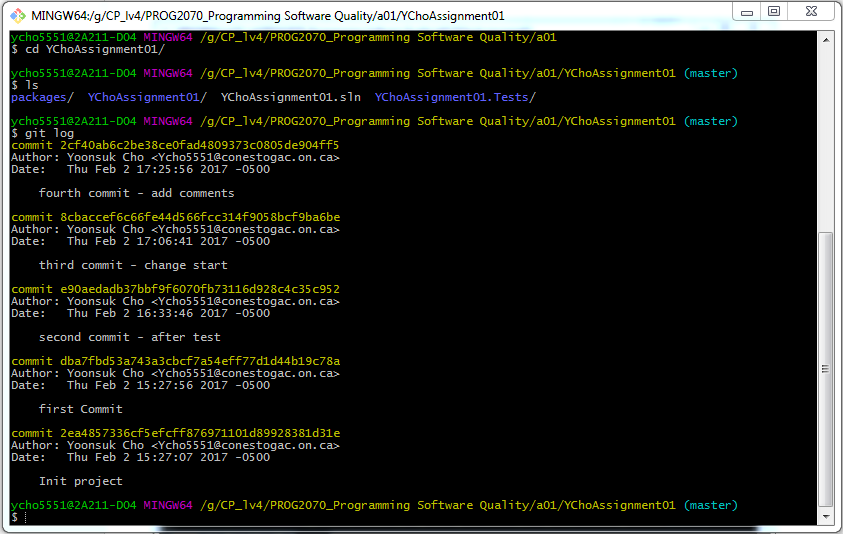 MINGW64:/g/CP_lv4/PROG2070_Programming Software Quality/a01/YChoAssignment01
ycho5551@2A211-D04 MINGW64 /g/CP_lv4/PROG2070_Programming Software Quality/a01
$ cd YChoAssignment01/
ycho5551@2A211-D04 MINGW64 /g/CP_lv4/PROG2070_Programming Software Quality/a01/YChoAssignment01 (master)
$ ls
packages/  YChoAssignment01/  YChoAssignment01.sln  YChoAssignment01.Tests/
ycho5551@2A211-D04 MINGW64 /g/CP_lv4/PROG2070_Programming Software Quality/a01/YChoAssignment01 (master)
$ git log
commit 2cf40ab6c2be38ce0fad4809373c0805de904ff5
Author: Yoonsuk Cho <Ycho5551@conestogac.on.ca>
Date:   Thu Feb 2 17:25:56 2017 -0500
fourth commit - add comments
commit 8cbaccef6c66fe44d566fcc314f9058bcf9ba6be
Author: Yoonsuk Cho <Ycho5551@conestogac.on.ca>
Date:   Thu Feb 2 17:06:41 2017 -0500
third commit - change start
commit e90aedadb37bbf9f6070fb73116d928c4c35c952
Author: Yoonsuk Cho <Ycho5551@conestogac.on.ca>
Date:   Thu Feb 2 16:33:46 2017 -0500
second commit - after test
commit dba7fbd53a743a3cbcf7a54eff77d1d44b19c78a
Author: Yoonsuk Cho <Ycho5551@conestogac.on.ca>
Date:   Thu Feb 2 15:27:56 2017 -0500
first Commit
commit 2ea4857336cf5efcff876971101d89928381d31e
Author: Yoonsuk Cho <Ycho5551@conestogac.on.ca>
Date:   Thu Feb 2 15:27:07 2017 -0500
Init project
ycho5551@2A211-D04 MINGW64 /g/CP_lv4/PROG2070_Programming Software Quality/a01/YChoAssignment01 (master)
$